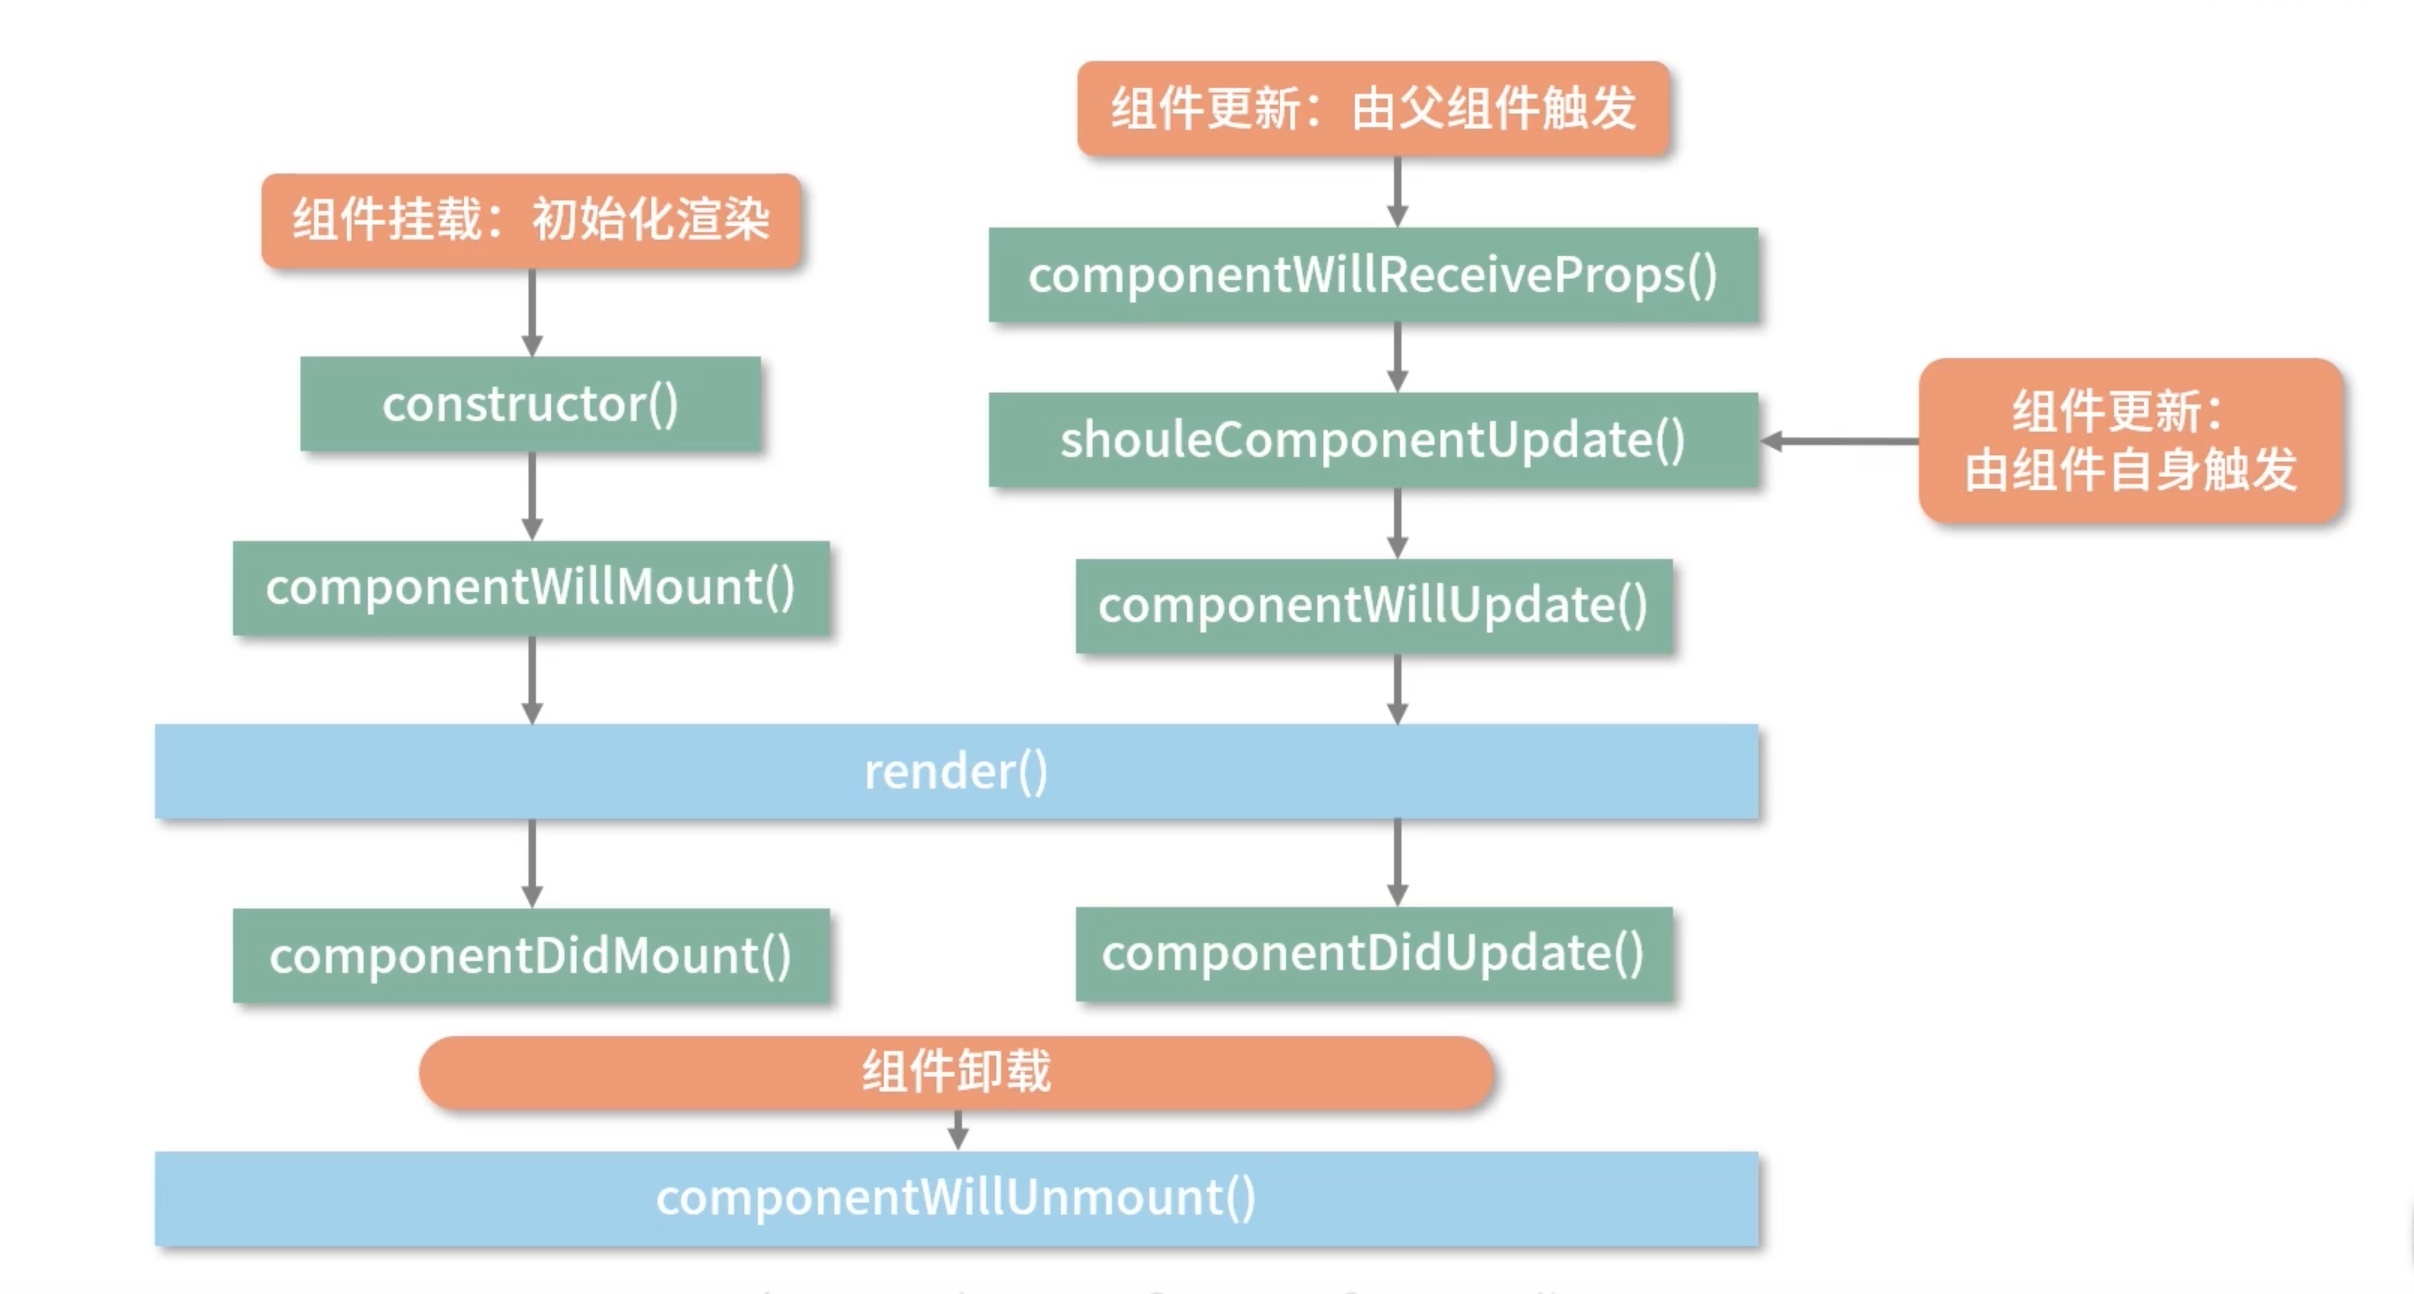 组件挂载：初始化渲染
constructor()
componentWillMount()
组件更新：由父组件触发
componentWillReceiveProps()
shouleComponentUpdate()
组件更新：
由组件自身触发
componentWillUpdate()
render()
componentDidMount()
componentDidUpdate()
组件卸载
componentWillUnmount()